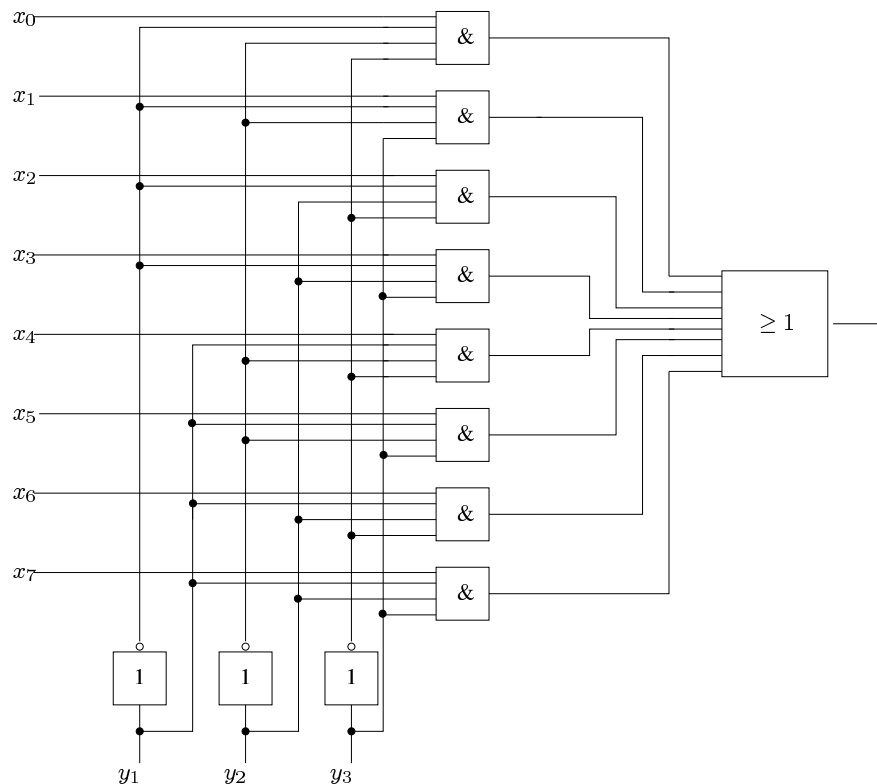 x₀
&
x₁
&
x₂
&
x₃
&
≥ 1
x₄
&
x₅
&
x₆
&
x₇
&
1 1 1
y₁ y₂ y₃